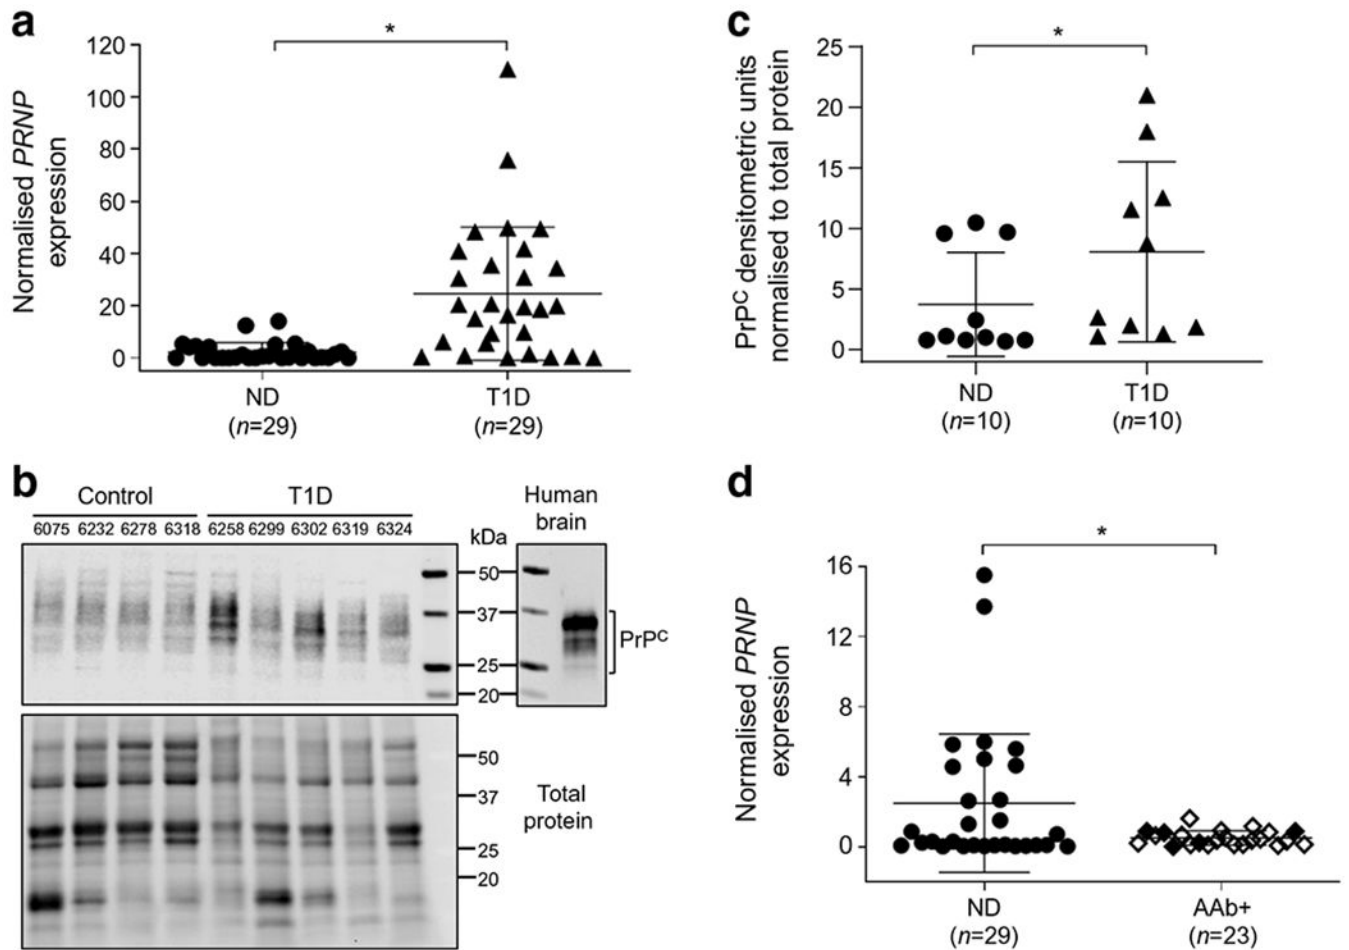 a
Normalised PRNP
expression
120
100
80
60
40
20
0
*
ND
(n=29)
T1D
(n=29)
c
PrPC densitometric units
normalised to total protein
25
20
15
10
5
0
*
ND
(n=10)
T1D
(n=10)
b
Control
T1D
6075 6232 6278 6318 6258 6299 6302 6319 6324
kDa
50
37
25
20
Human
brain
PrPC
50
37
25
20
Total
protein
d
Normalised PRNP
expression
16
12
8
4
0
*
ND
(n=29)
AAb+
(n=23)